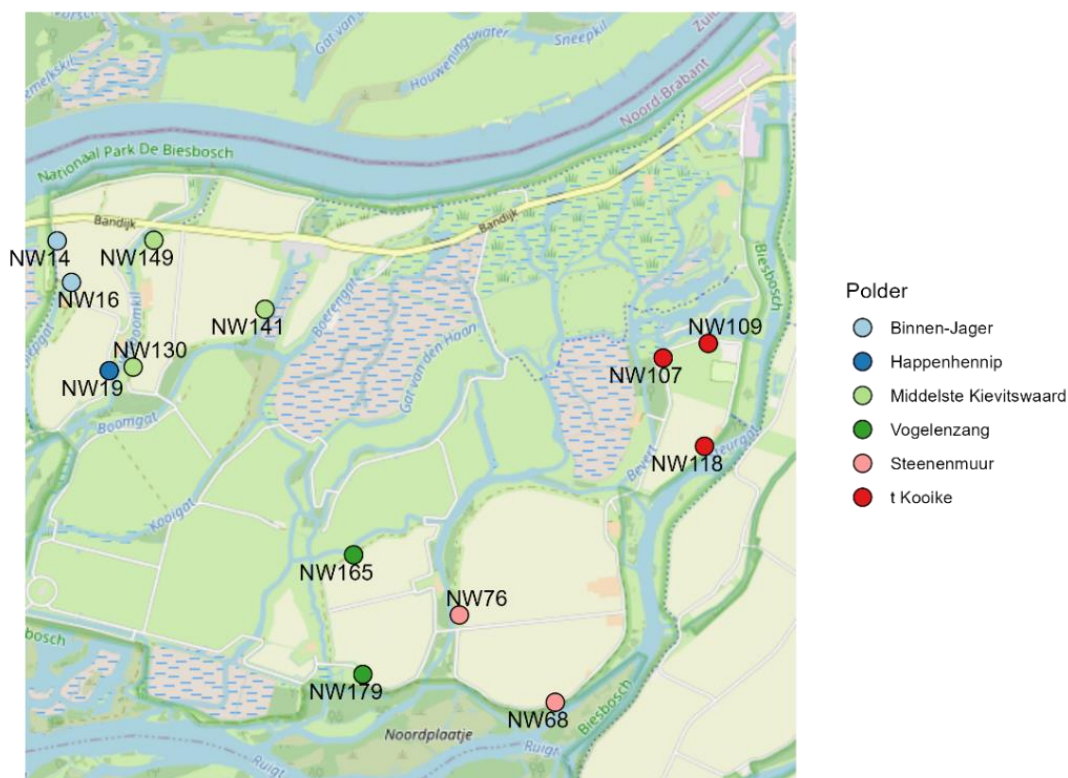 Gat van
Houweningswater
Sneepkil
Zuid
Noord-Brabant
Nationaal Park De Biesbosch
Bandijk
Bandijk
Biesbosch
NW14
NW149
NW16
Boerengat
NW141
NW109
NW130
NW107
NW19
Gat van den Haan
Boomgat
Bevert
NW118
Kooigat
NW165
NW76
NW179
NW68
Biesbosch
Noordplaatje
Ruigt
Ruigt
Polder
Binnen-Jager
Happenhennip
Middelste Kievitswaard
Vogelenzang
Steenenmuur
t Kooike